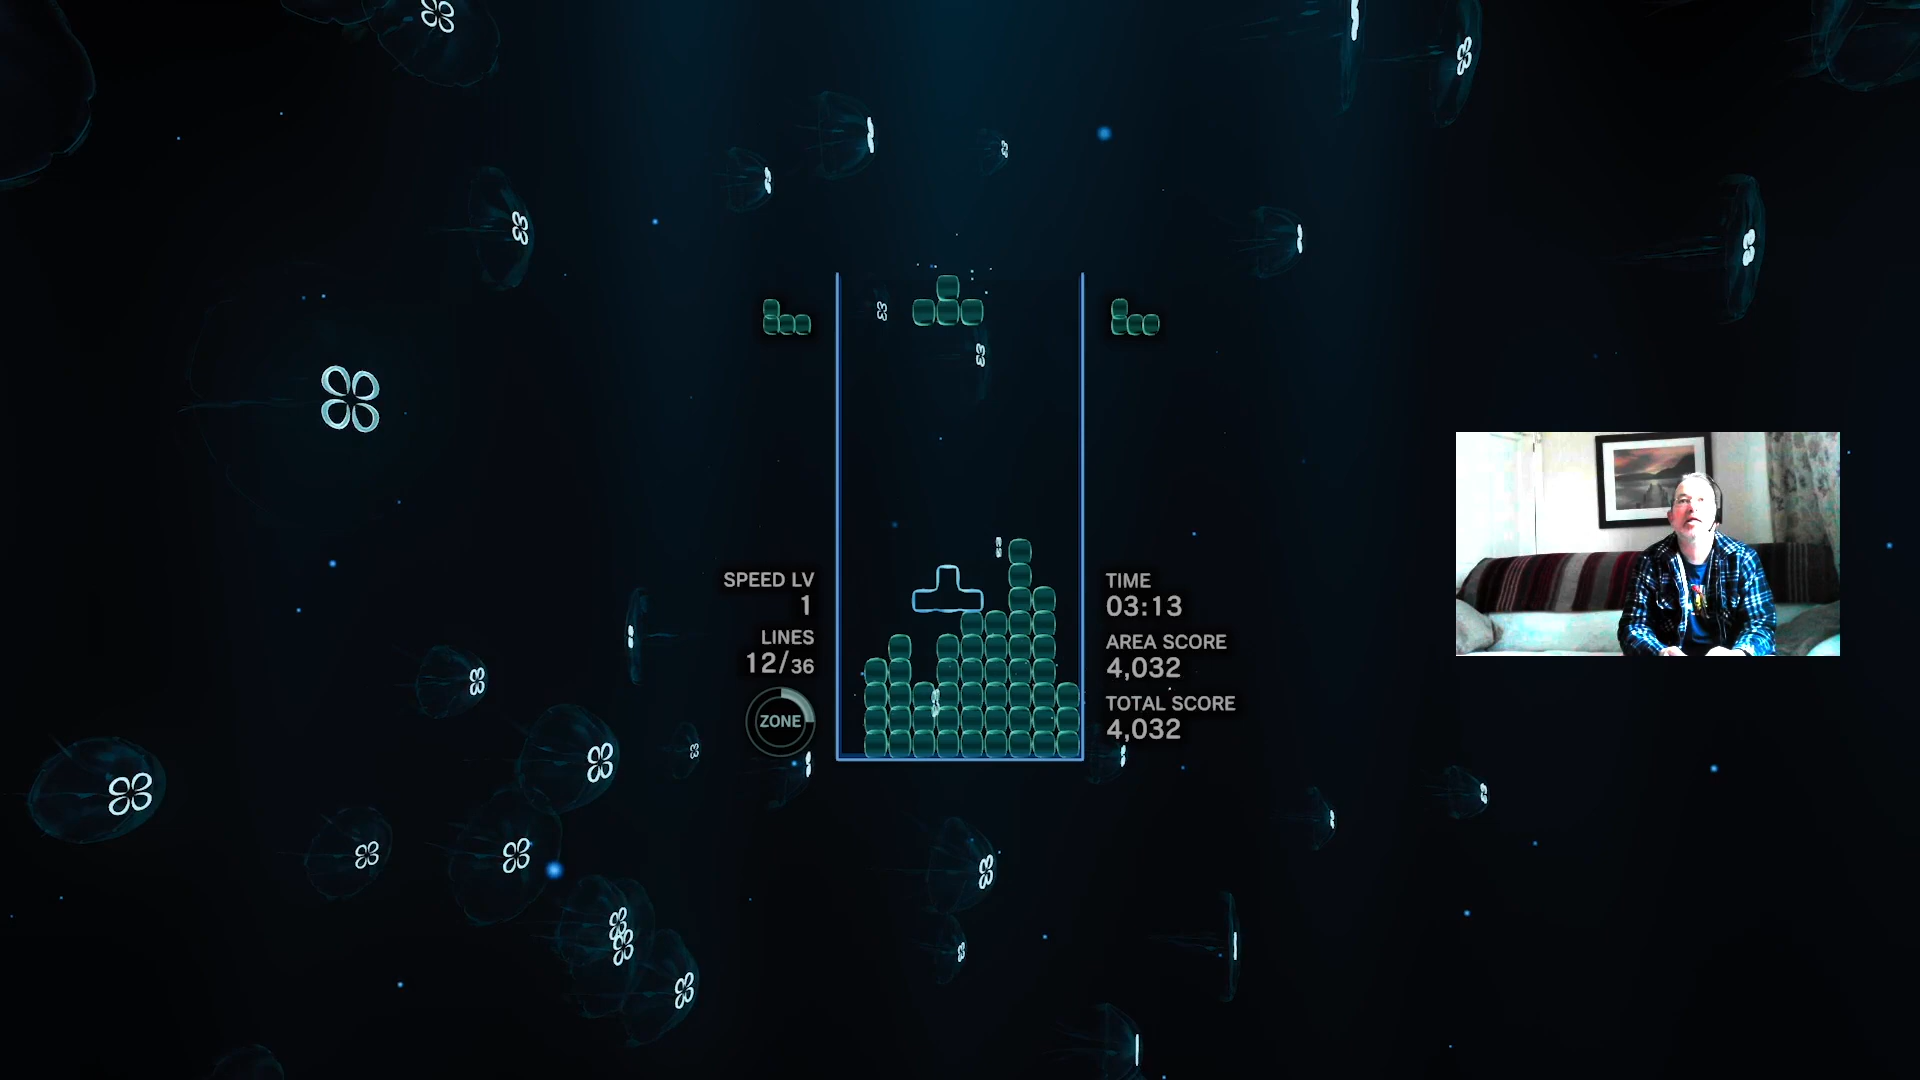 SPEED LV
1
LINES
12/36
ZONE
TIME
03:13
AREA SCORE
4,032
TOTAL SCORE
4,032